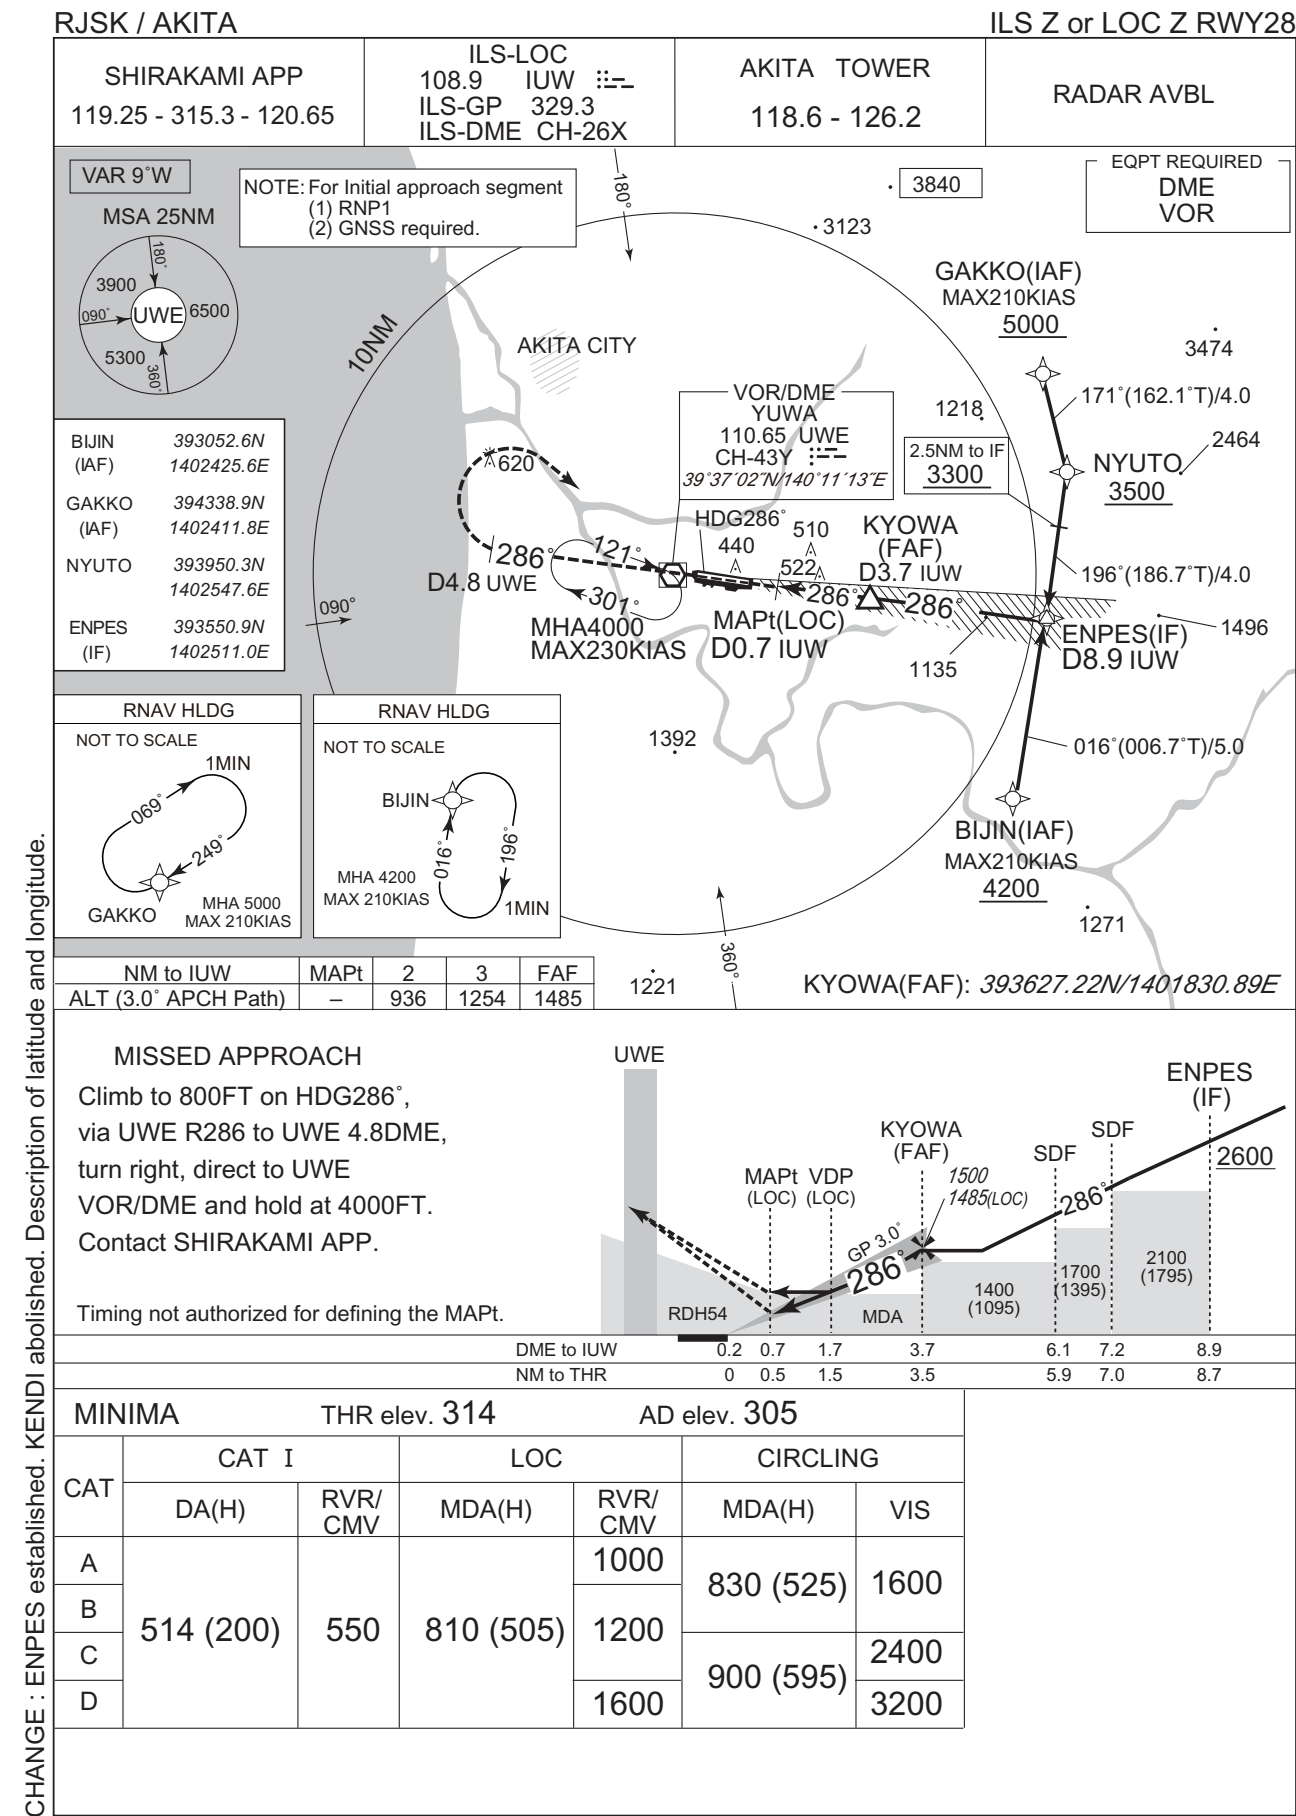 RJSK / AKITA
ILS Z or LOC Z RWY28
SHIRAKAMI APP
119.25 - 315.3 - 120.65
ILS-LOC
108.9 IUW
ILS-GP 329.3
ILS-DME CH-26X
AKITA TOWER
118.6 - 126.2
RADAR AVBL
VAR 9˚W
MSA 25NM
180˚
3900
090˚
UWE
6500
5300
360˚
NOTE: For Initial approach segment
(1) RNP1
(2) GNSS required.
180˚
3840
3123
EQPT REQUIRED
DME
VOR
GAKKO(IAF)
MAX210KIAS
5000
3474
10NM
AKITA CITY
VOR/DME
YUWA
110.65 UWE
CH-43Y
39˚37´02˝N/140˚11´13˝E
1218
171˚(162.1˚T)/4.0
2464
2.5NM to IF
3300
NYUTO
3500
BIJIN 393052.6N
(IAF) 1402425.6E
GAKKO 394338.9N
(IAF) 1402411.8E
NYUTO 393950.3N
1402547.6E
ENPES 393550.9N
(IF) 1402511.0E
620
HDG286˚
510
440
522
KYOWA
(FAF)
D3.7 IUW
286˚
121˚
D4.8 UWE
301˚
286˚
286˚
196˚(186.7˚T)/4.0
090˚
MHA4000
MAX230KIAS
MAPt(LOC)
D0.7 IUW
1135
ENPES(IF)
D8.9 IUW
1496
1392
016˚(006.7˚T)/5.0
RNAV HLDG
NOT TO SCALE
1MIN
069˚
249˚
GAKKO
MHA 5000
MAX 210KIAS
RNAV HLDG
NOT TO SCALE
BIJIN
016˚
196˚
MHA 4200
MAX 210KIAS
1MIN
BIJIN(IAF)
MAX210KIAS
4200
1271
360˚
1221
KYOWA(FAF): 393627.22N/1401830.89E
NM to IUW MAPt 2 3 FAF
ALT (3.0˚ APCH Path) – 936 1254 1485
MISSED APPROACH
Climb to 800FT on HDG286˚,
via UWE R286 to UWE 4.8DME,
turn right, direct to UWE
VOR/DME and hold at 4000FT.
Contact SHIRAKAMI APP.
Timing not authorized for defining the MAPt.
UWE
ENPES
(IF)
2600
SDF
SDF
KYOWA
(FAF)
1500
1485(LOC)
MAPt
(LOC)
VDP
(LOC)
286˚
GP 3.0˚
286˚
RDH54
MDA
1400
(1095)
1700
(1395)
2100
(1795)
DME to IUW 0.2 0.7 1.7 3.7 6.1 7.2 8.9
NM to THR 0 0.5 1.5 3.5 5.9 7.0 8.7
MINIMA THR elev. 314 AD elev. 305
CAT
CAT I LOC CIRCLING
DA(H) RVR/CMV MDA(H) RVR/CMV MDA(H) VIS
A 514 (200) 550 810 (505) 1000 830 (525) 1600
B 1200
C 900 (595) 2400
D 1600 3200
CHANGE : ENPES established. KENDI abolished. Description of latitude and longitude.